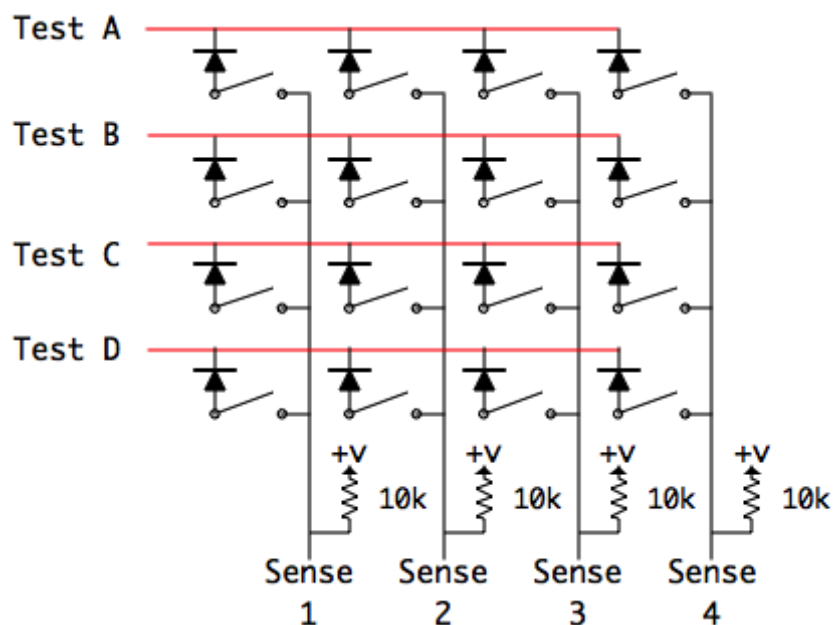 Test A
Test B
Test C
Test D
+V +V +V +V
10k 10k 10k 10k
Sense Sense Sense Sense
1 2 3 4